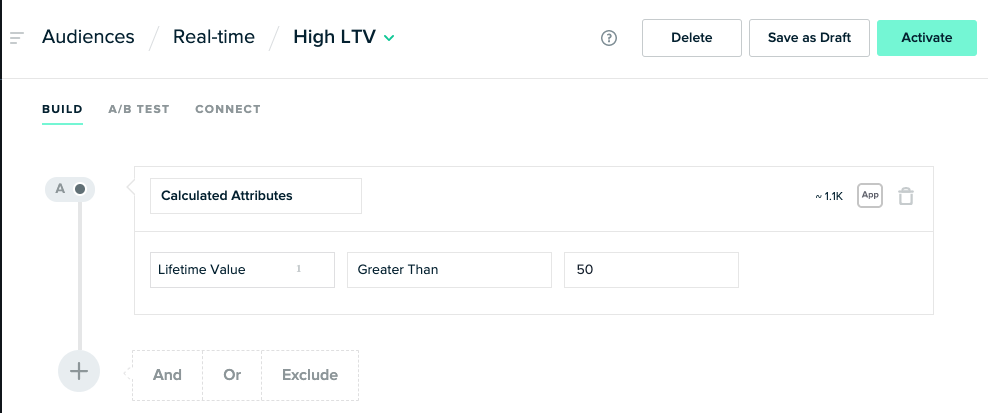 Audiences / Real-time / High LTV
? Delete Save as Draft Activate
BUILD A/B TEST CONNECT
A
Calculated Attributes ~ 1.1K App
Lifetime Value 1 Greater Than 50
+ And Or Exclude